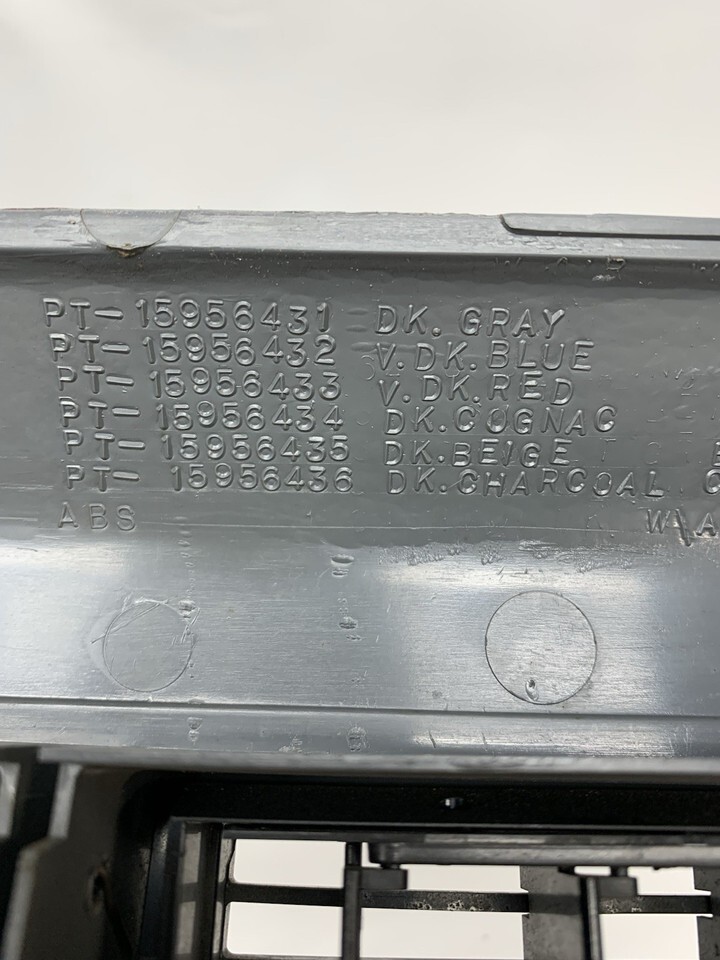 PT-15956431 DK. GRAY
PT-15956432 V. DK. BLUE
PT-15956433 V. DK. RED
PT-15956434 DK. COGNAC
PT-15956435 DK. BEIGE
PT- 15956436 DK. CHARCOAL
ABS